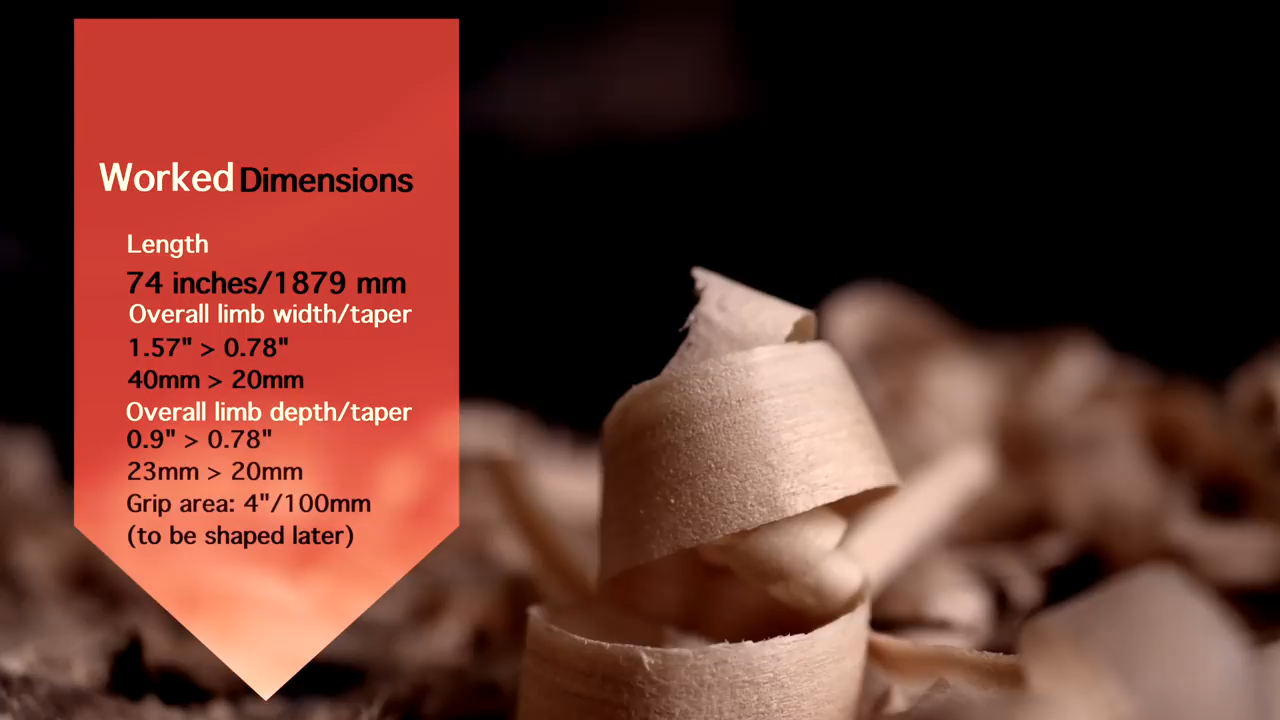 Worked Dimensions
Length
74 inches/1879 mm
Overall limb width/taper
1.57" > 0.78"
40mm > 20mm
Overall limb depth/taper
0.9" > 0.78"
23mm > 20mm
Grip area: 4"/100mm
(to be shaped later)